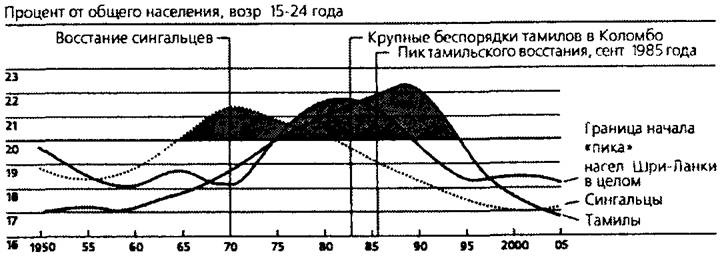 Процент от общего населения, возр 15-24 года
Восстание сингальцев
Крупные беспорядки тамилов в Коломбо
Пик тамильского восстания, сент 1985 года
23
22
21
20
19
18
17
16
Граница начала
«пика»
насел Шри-Ланки
в целом
Сингальцы
Тамилы
1950 55 60 65 70 75 80 85 90 95 2000 05